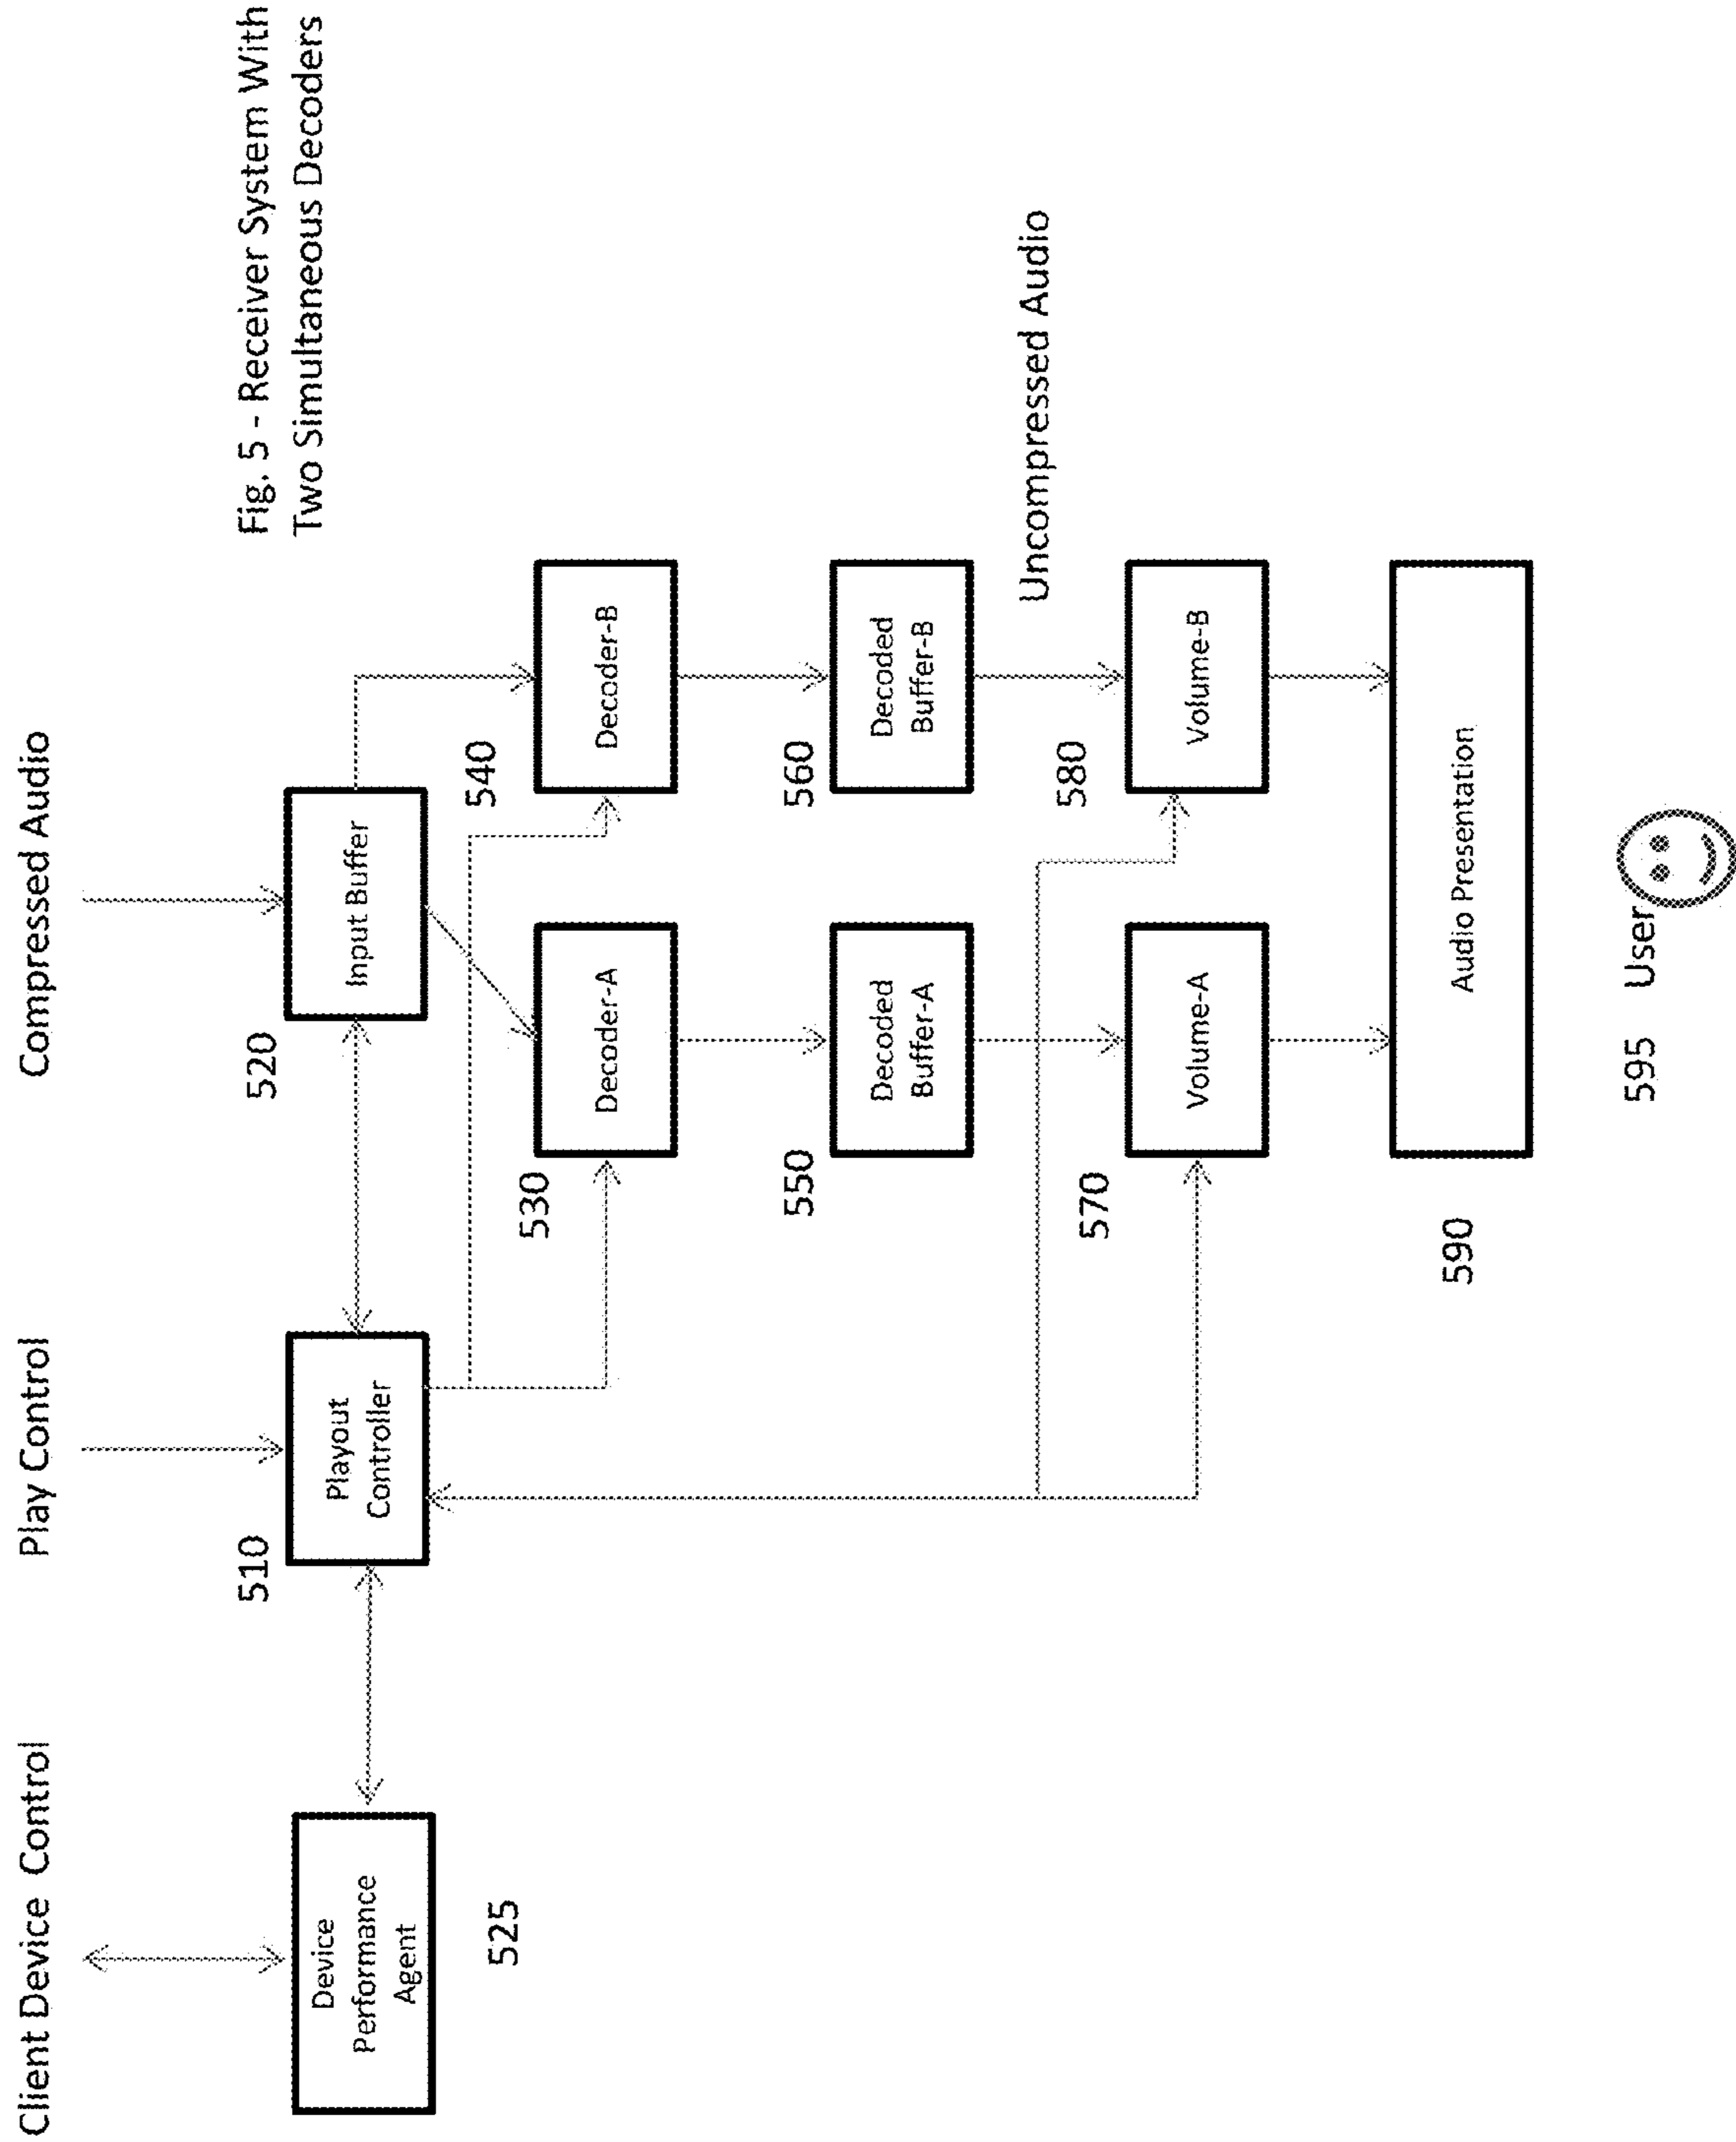 Client Device Control
Play Control
Compressed Audio
Fig. 5 - Receiver System With
Two Simultaneous Decoders
510
520
Device
Performance
Agent
Playout
Controller
Input Buffer
525
530
540
Decoder-A
Decoder-B
550
560
Decoded
Buffer-A
Decoded
Buffer-B
Uncompressed Audio
570
580
Volume-A
Volume-B
590
Audio Presentation
595 User